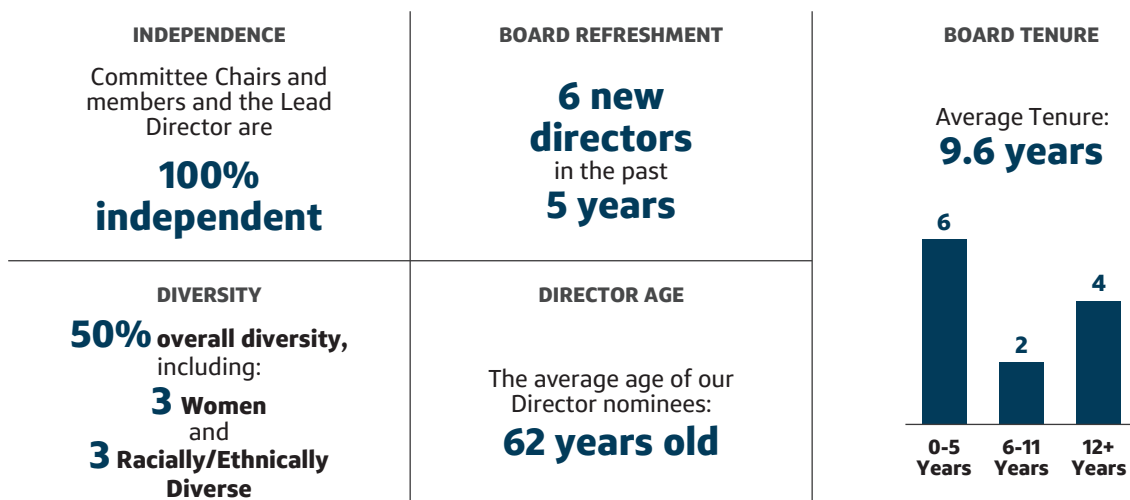 INDEPENDENCE
Committee Chairs and
members and the Lead
Director are
100%
independent
BOARD REFRESHMENT
6 new
directors
in the past
5 years
BOARD TENURE
Average Tenure:
9.6 years
6
2
4
0-5
Years
6-11
Years
12+
Years
DIVERSITY
50% overall diversity,
including:
3 Women
and
3 Racially/Ethnically
Diverse
DIRECTOR AGE
The average age of our
Director nominees:
62 years old